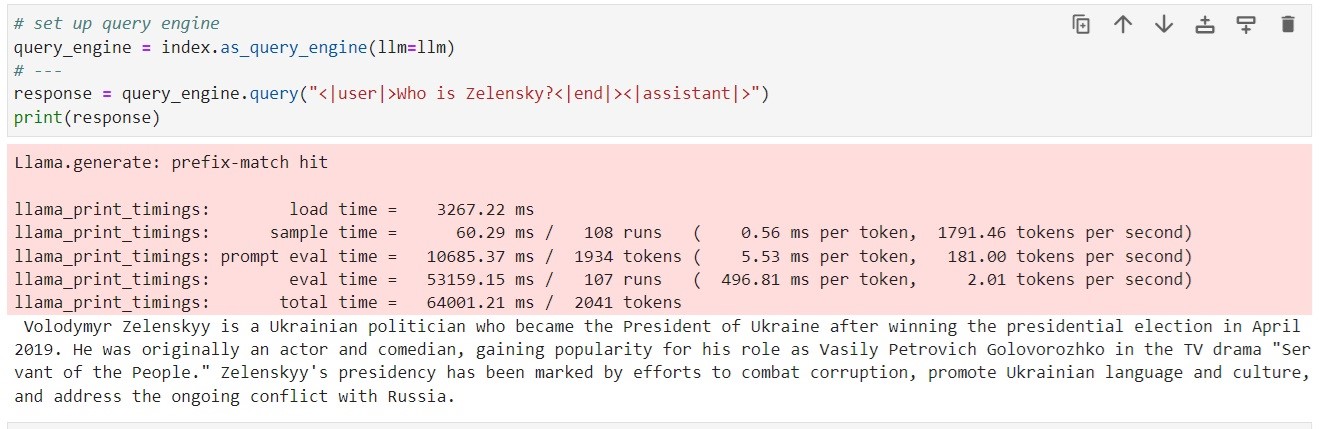 # set up query engine
query_engine = index.as_query_engine(llm=llm)
# ---
response = query_engine.query("<|user|>Who is Zelensky?<|end|><|assistant|>")
print(response)
Llama.generate: prefix-match hit
llama_print_timings:        load time =    3267.22 ms
llama_print_timings:      sample time =      60.29 ms /   108 runs   (    0.56 ms per token,  1791.46 tokens per second)
llama_print_timings: prompt eval time =   10685.37 ms /  1934 tokens (    5.53 ms per token,   181.00 tokens per second)
llama_print_timings:        eval time =   53159.15 ms /   107 runs   (  496.81 ms per token,     2.01 tokens per second)
llama_print_timings:       total time =   64001.21 ms /  2041 tokens
Volodymyr Zelenskyy is a Ukrainian politician who became the President of Ukraine after winning the presidential election in April
2019. He was originally an actor and comedian, gaining popularity for his role as Vasily Petrovich Golovorozhko in the TV drama "Ser
vant of the People." Zelenskyy's presidency has been marked by efforts to combat corruption, promote Ukrainian language and culture,
and address the ongoing conflict with Russia.